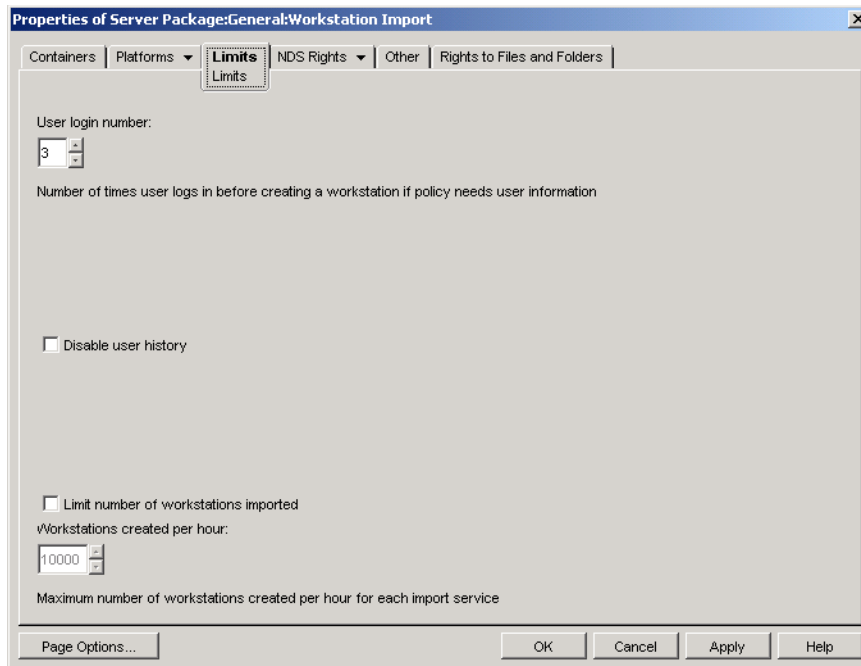 Properties of Server Package:General:Workstation Import
Containers Platforms Limits NDS Rights Other Rights to Files and Folders
Limits
User login number:
3
Number of times user logs in before creating a workstation if policy needs user information
Disable user history
Limit number of workstations imported
Workstations created per hour:
10000
Maximum number of workstations created per hour for each import service
Page Options... OK Cancel Apply Help